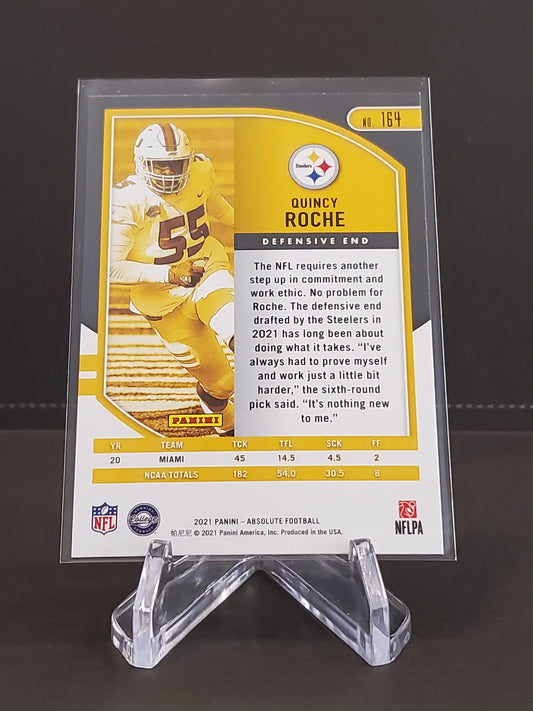 NO. 164
Steelers
QUINCY
ROCHE
DEFENSIVE END
55
The NFL requires another
step up in commitment and
work ethic. No problem for
Roche. The defensive end
drafted by the Steelers in
2021 has long been about
doing what it takes. “I’ve
always had to prove myself
and work just a little bit
harder,” the sixth-round
pick said. “It’s nothing new
to me.”
PANINI
YR TEAM TCK TFL SCK FF
20 MIAMI 45 14.5 4.5 2
NCAA TOTALS 182 54.0 30.5 8
NFL
College
NFLPA
2021 PANINI – ABSOLUTE FOOTBALL
帕尼尼 © 2021 Panini America, Inc. Produced in the USA.